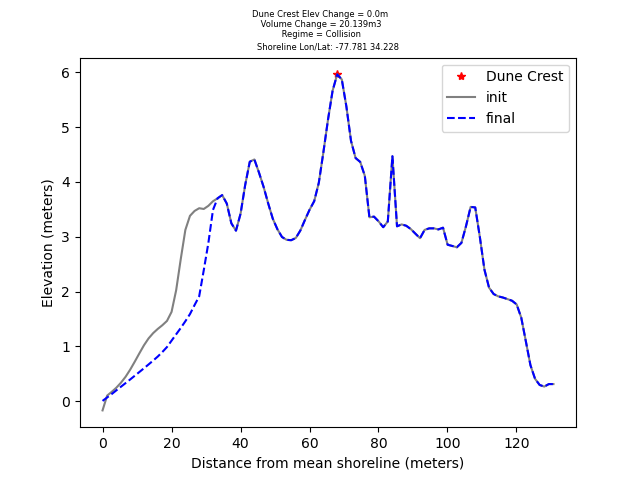 Dune Crest Elev Change = 0.0m
Volume Change = 20.139m3
Regime = Collision
Shoreline Lon/Lat: -77.781 34.228
Dune Crest
init
final
6
5
4
3
2
1
0
Elevation (meters)
0 20 40 60 80 100 120
Distance from mean shoreline (meters)